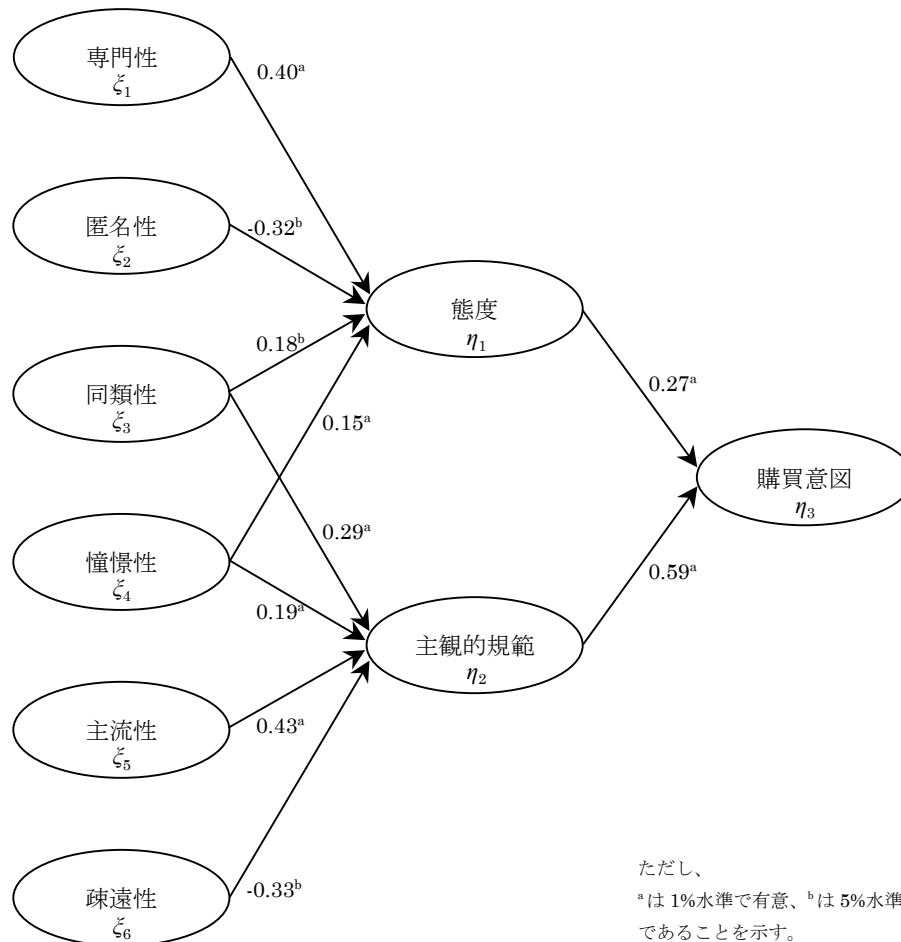 専門性
ξ₁
0.40ᵃ
匿名性
ξ₂
-0.32ᵇ
態度
η₁
同類性
ξ₃
0.18ᵇ
0.27ᵃ
0.15ᵃ
購買意図
η₃
憧憬性
ξ₄
0.29ᵃ
0.19ᵃ
0.59ᵃ
主観的規範
η₂
主流性
ξ₅
0.43ᵃ
疎遠性
ξ₆
-0.33ᵇ
ただし、
ᵃは 1%水準で有意、ᵇは 5%水準
であることを示す。